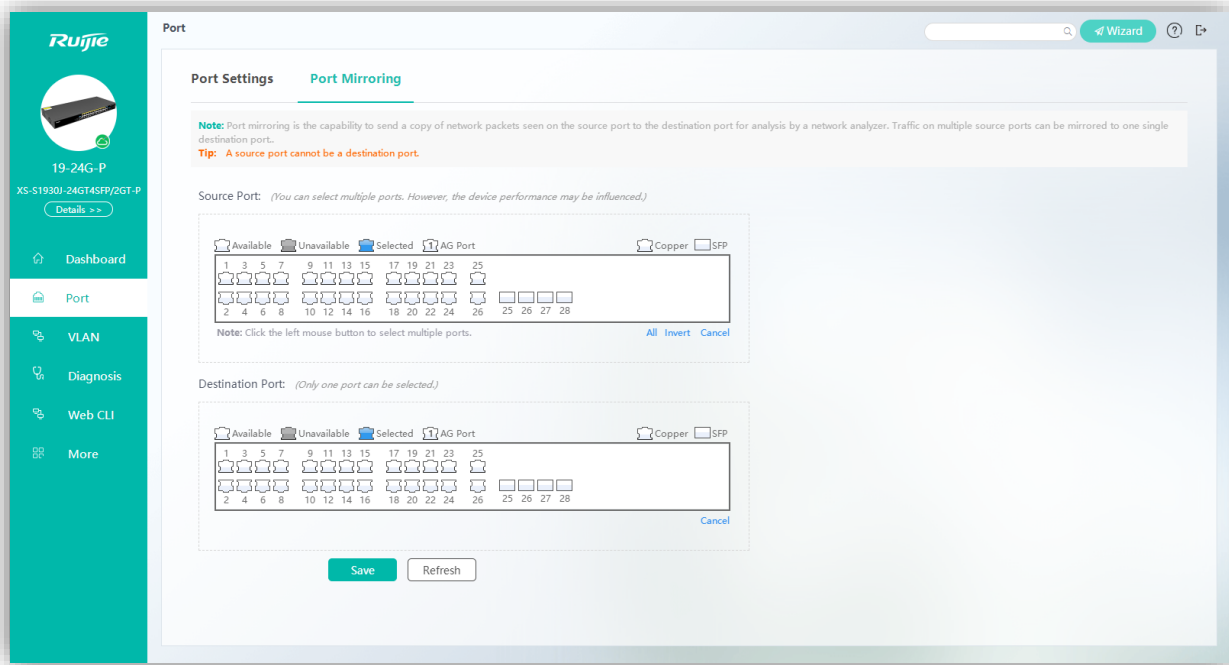 Ruijie
19-24G-P
XS-S1930J-24GT4SFP/2GT-P
Details >>
Dashboard
Port
VLAN
Diagnosis
Web CLI
More
Port
Wizard
Port Settings
Port Mirroring
Note: Port mirroring is the capability to send a copy of network packets seen on the source port to the destination port for analysis by a network analyzer. Traffic on multiple source ports can be mirrored to one single
destination port..
Tip: A source port cannot be a destination port.
Source Port: (You can select multiple ports. However, the device performance may be influenced.)
Available Unavailable Selected 1 AG Port Copper SFP
1 3 5 7 9 11 13 15 17 19 21 23 25
2 4 6 8 10 12 14 16 18 20 22 24 26 25 26 27 28
Note: Click the left mouse button to select multiple ports. All Invert Cancel
Destination Port: (Only one port can be selected.)
Available Unavailable Selected 1 AG Port Copper SFP
1 3 5 7 9 11 13 15 17 19 21 23 25
2 4 6 8 10 12 14 16 18 20 22 24 26 25 26 27 28
Cancel
Save Refresh